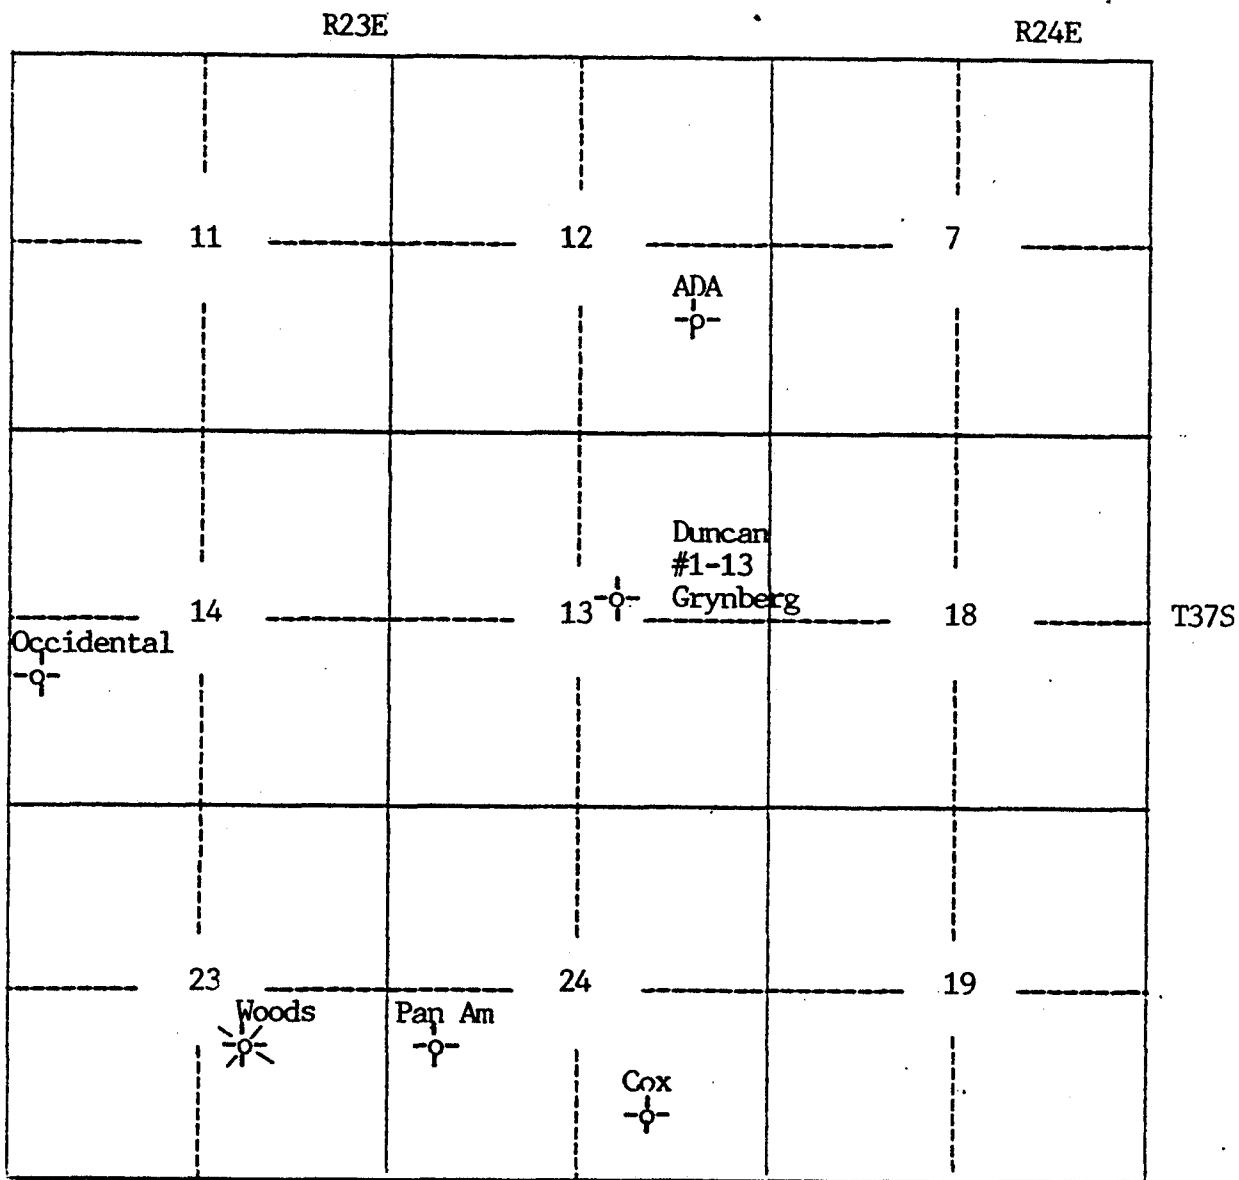 R23E
R24E
11
12
7
ADA
Duncan
#1-13
Grynberg
14
13
18
T37S
Occidental
23
24
19
Woods
Pan Am
Cox